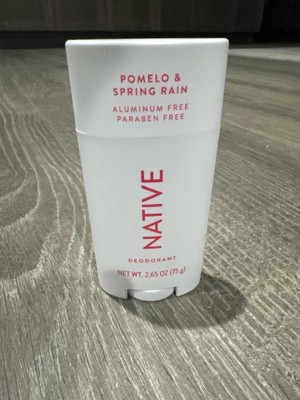 POMELO &
SPRING RAIN
ALUMINUM FREE
PARABEN FREE
NATIVE
DEODORANT
NET WT. 2.65 OZ (75 g)